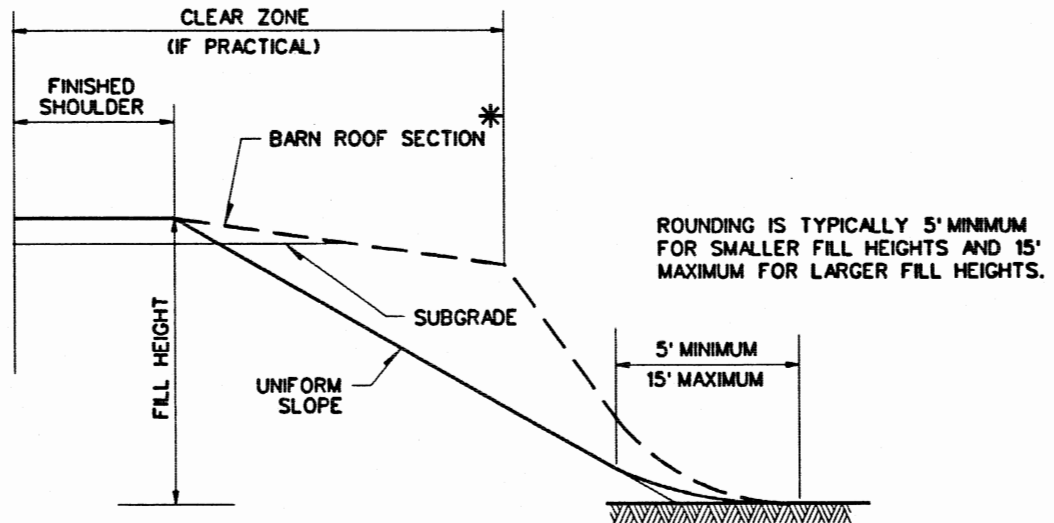 CLEAR ZONE
(IF PRACTICAL)
FINISHED
SHOULDER
BARN ROOF SECTION*
ROUNDING IS TYPICALLY 5' MINIMUM
FOR SMALLER FILL HEIGHTS AND 15'
MAXIMUM FOR LARGER FILL HEIGHTS.
SUBGRADE
FILL HEIGHT
5' MINIMUM
15' MAXIMUM
UNIFORM
SLOPE